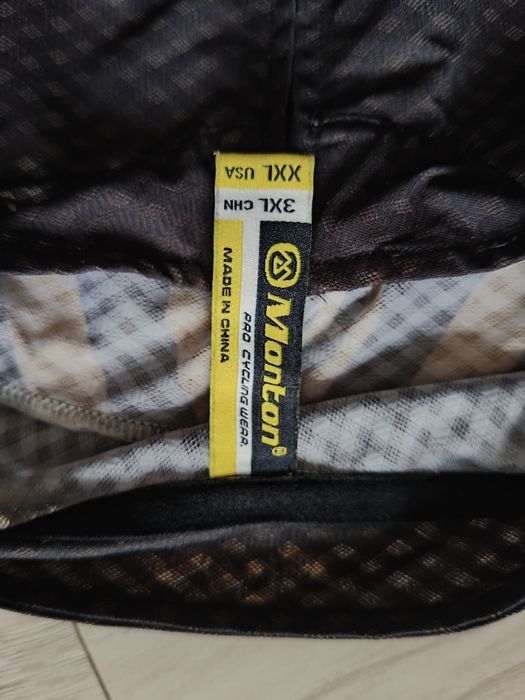 XXL USA
3XL CHN
Monton®
PRO CYCLING WEAR.
MADE IN CHINA